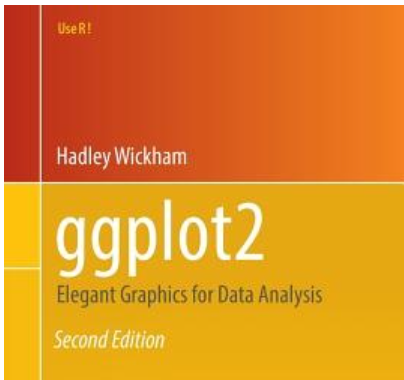 Use R!
Hadley Wickham
ggplot2
Elegant Graphics for Data Analysis
Second Edition